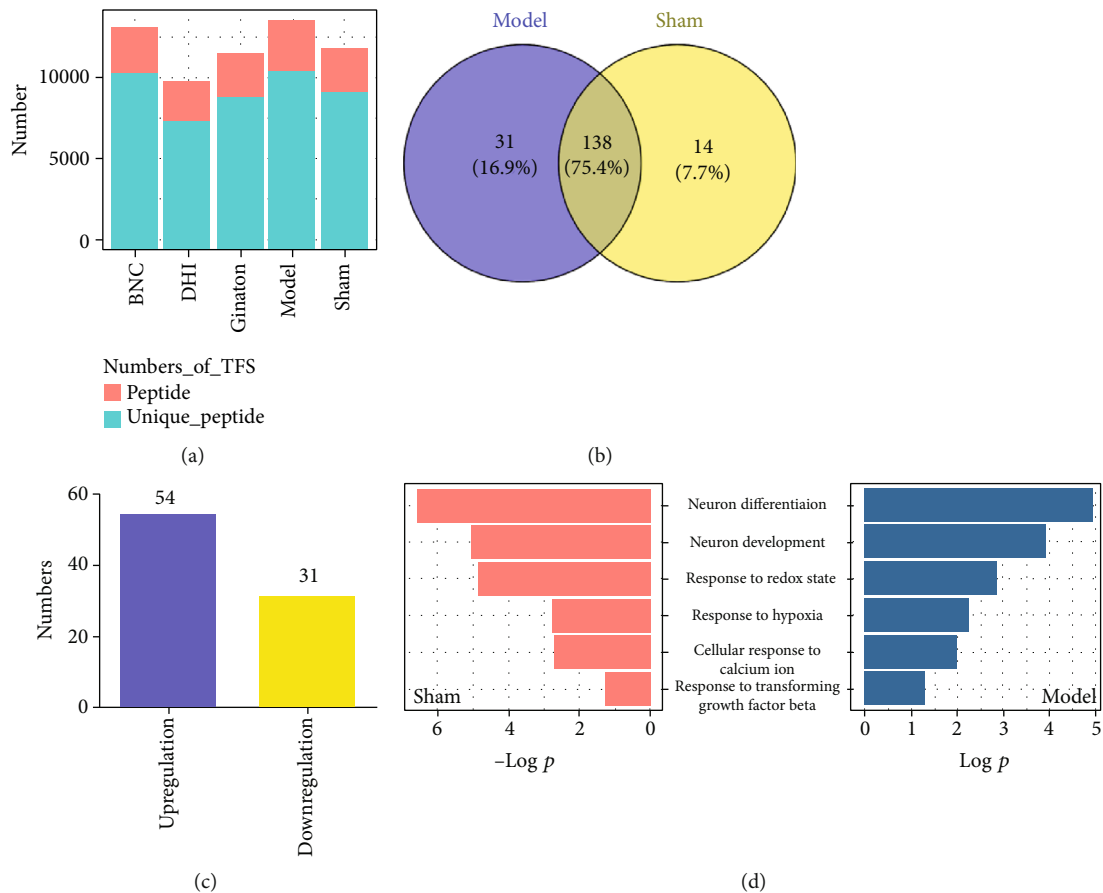 Number
10000
5000
0
BNC
DHI
Ginaton
Model
Sham
Numbers_of_TFS
Peptide
Unique_peptide
(a)
Model
Sham
31
(16.9%)
138
(75.4%)
14
(7.7%)
(b)
Numbers
60
40
20
0
54
31
Upregulation
Downregulation
(c)
Neuron differentiaion
Neuron development
Response to redox state
Response to hypoxia
Cellular response to
calcium ion
Response to transforming
growth factor beta
Sham
6 4 2 0
–Log p
Model
0 1 2 3 4 5
Log p
(d)